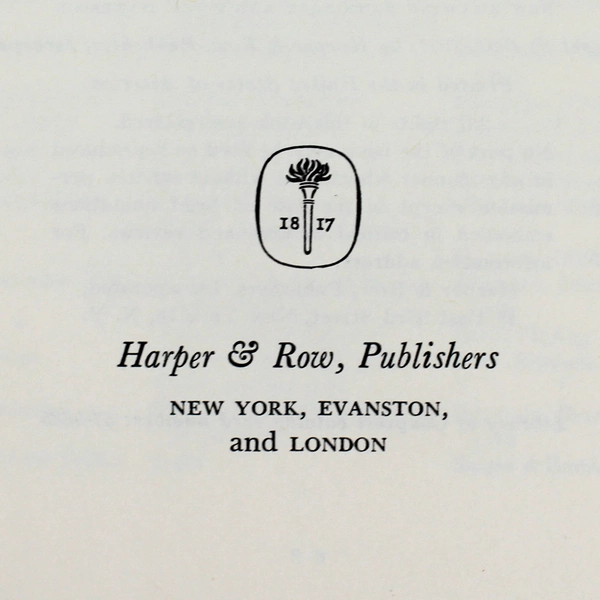 18 17
Harper & Row, Publishers
NEW YORK, EVANSTON,
and LONDON